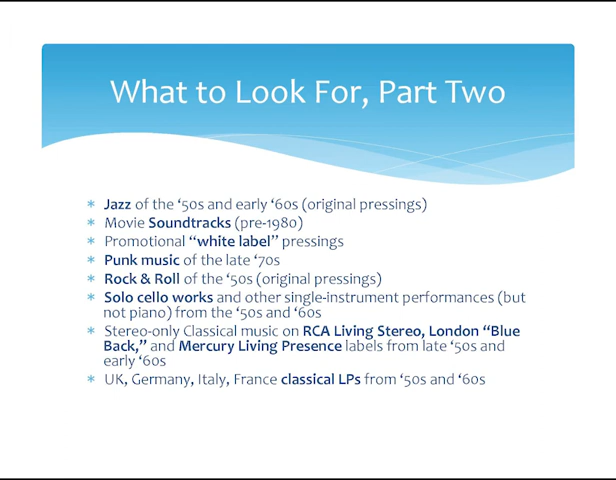 What to Look For, Part Two
* Jazz of the ‘50s and early ‘60s (original pressings)
* Movie Soundtracks (pre-1980)
* Promotional “white label” pressings
* Punk music of the late ‘70s
* Rock & Roll of the ‘50s (original pressings)
* Solo cello works and other single-instrument performances (but
not piano) from the ‘50s and ‘60s
* Stereo-only Classical music on RCA Living Stereo, London “Blue
Back,” and Mercury Living Presence labels from late ‘50s and
early ‘60s
* UK, Germany, Italy, France classical LPs from ‘50s and ‘60s